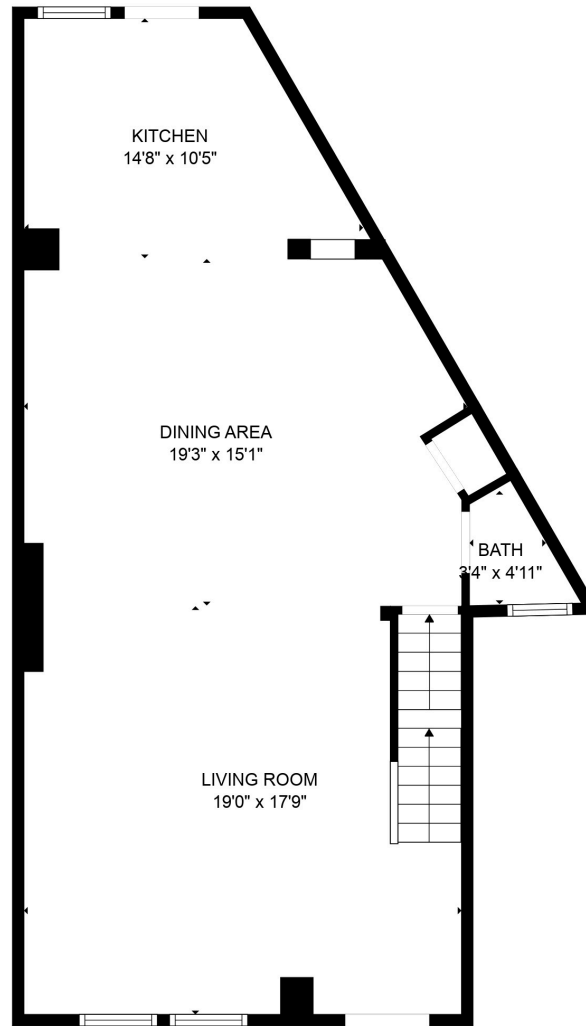 KITCHEN
14'8" x 10'5"
DINING AREA
19'3" x 15'1"
BATH
3'4" x 4'11"
LIVING ROOM
19'0" x 17'9"